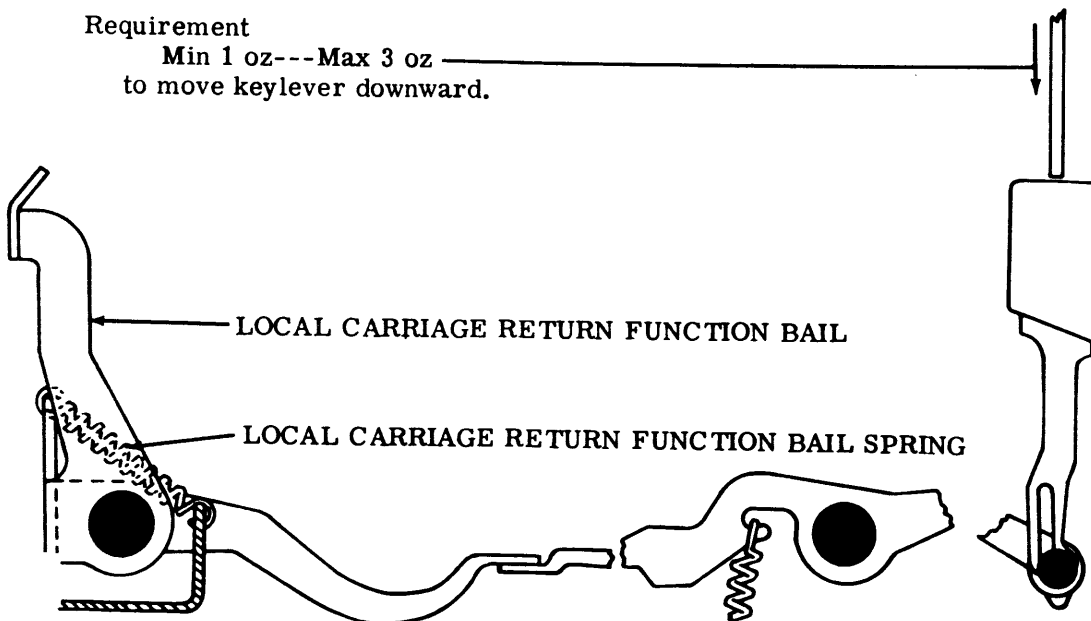 Requirement
Min 1 oz---Max 3 oz
to move keylever downward.
LOCAL CARRIAGE RETURN FUNCTION BAIL
LOCAL CARRIAGE RETURN FUNCTION BAIL SPRING